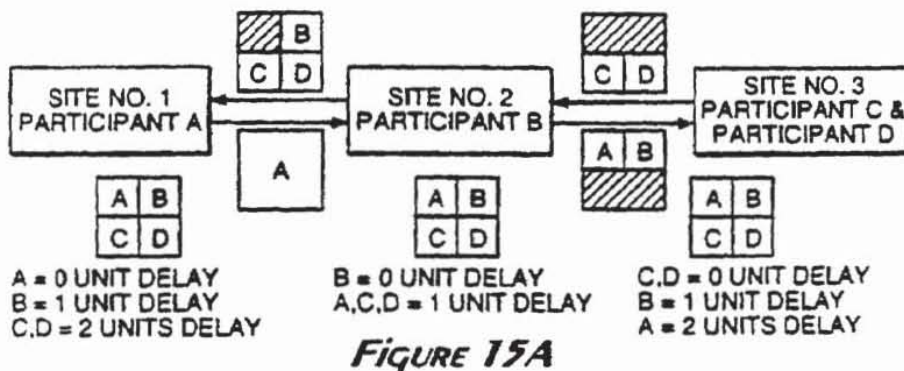 B
C D
C D
SITE NO. 1
PARTICIPANT A
SITE NO. 2
PARTICIPANT B
SITE NO. 3
PARTICIPANT C &
PARTICIPANT D
A
A B
A B
C D
A B
C D
A B
C D
A = 0 UNIT DELAY
B = 1 UNIT DELAY
C,D = 2 UNITS DELAY
B = 0 UNIT DELAY
A,C,D = 1 UNIT DELAY
C,D = 0 UNIT DELAY
B = 1 UNIT DELAY
A = 2 UNITS DELAY
FIGURE 15A